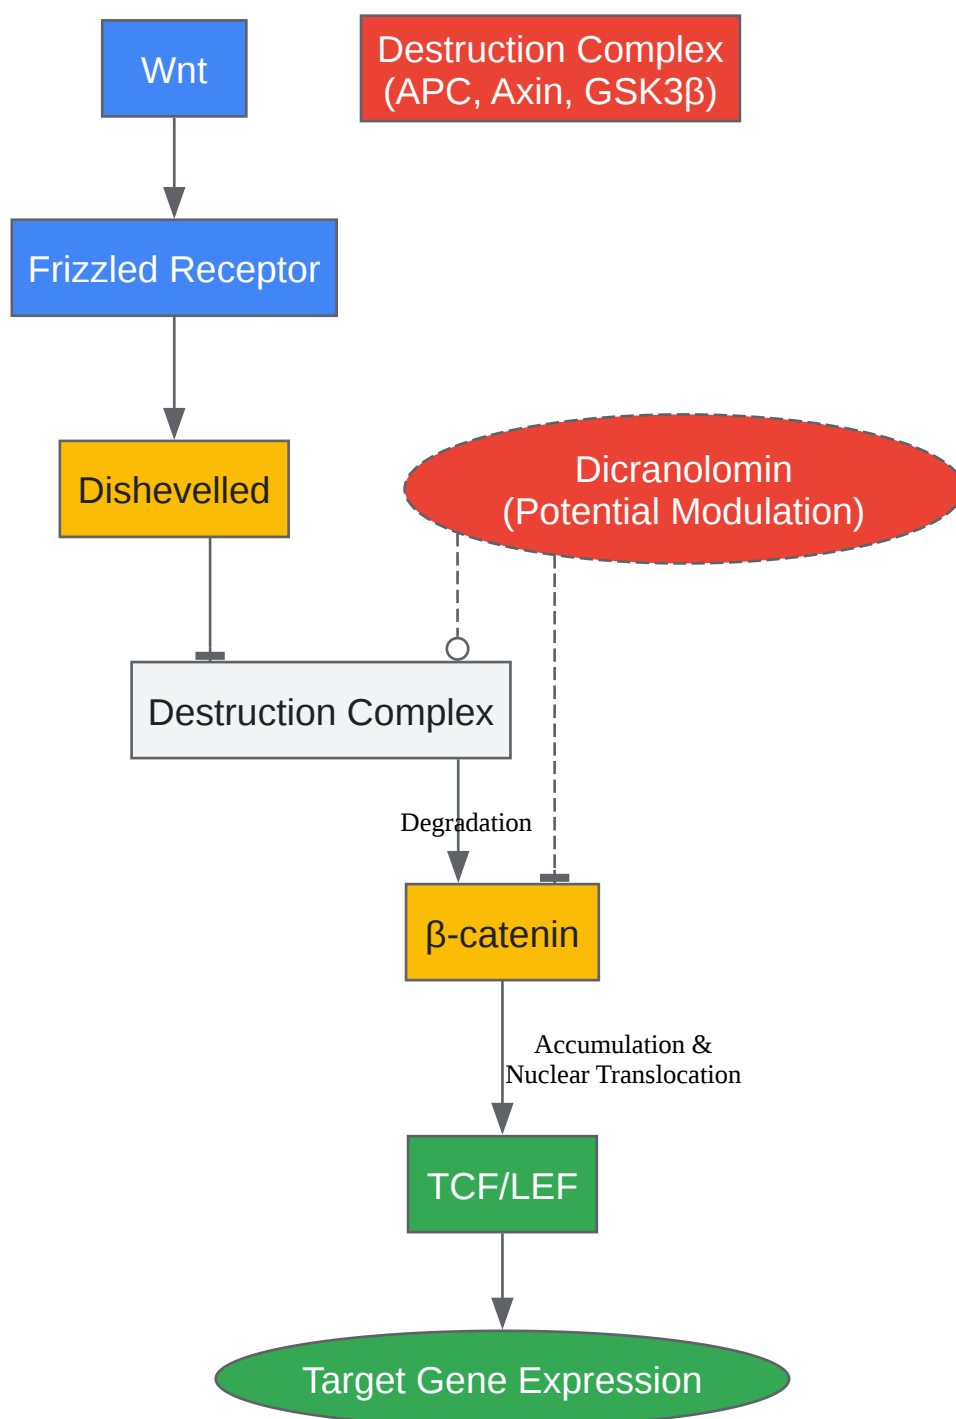 Wnt
Destruction Complex
(APC, Axin, GSK3β)
Frizzled Receptor
Dishevelled
Dicranolomin
(Potential Modulation)
Destruction Complex
Degradation
β-catenin
Accumulation &
Nuclear Translocation
TCF/LEF
Target Gene Expression